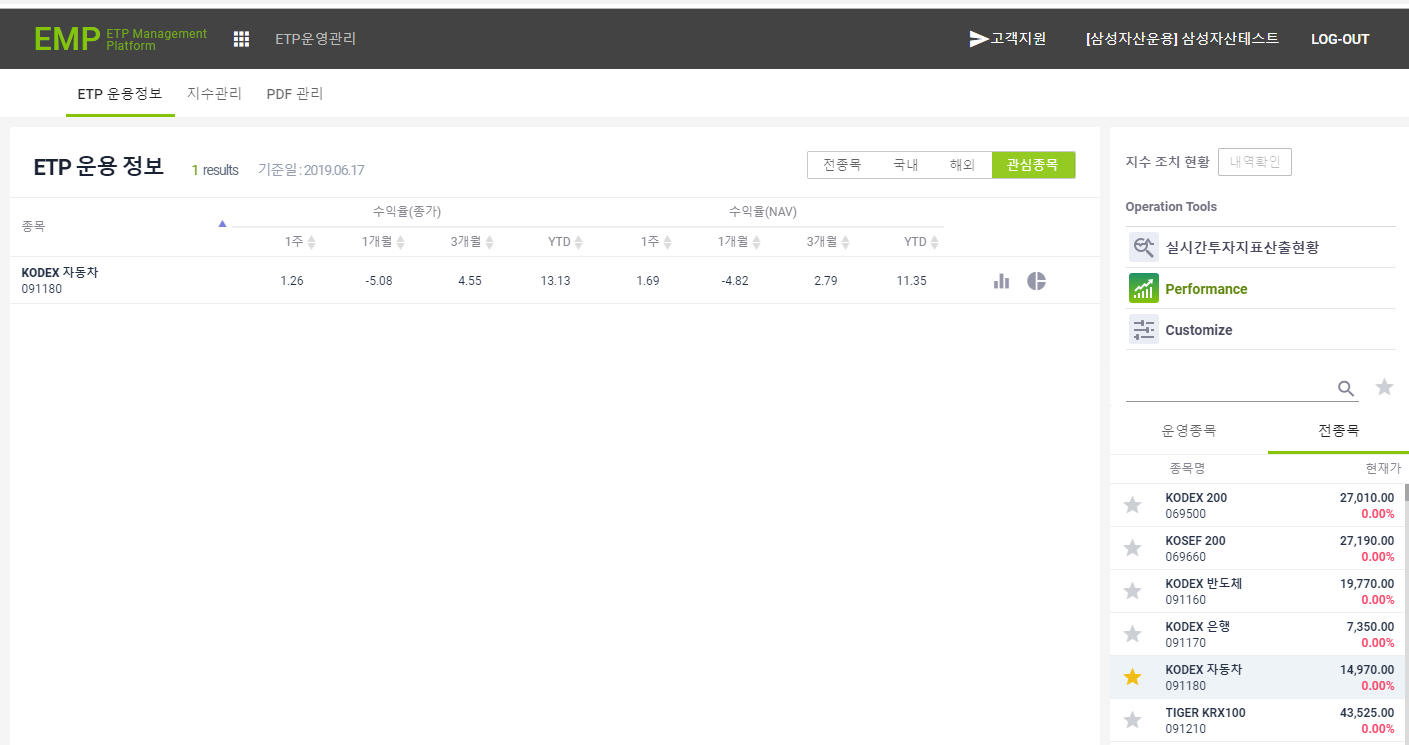 EMP ETP Management Platform
ETP운영관리
고객지원
[삼성자산운용] 삼성자산테스트
LOG-OUT
ETP 운용정보
지수관리
PDF 관리
ETP 운용 정보
1 results
기준일 : 2019.06.17
전종목
국내
해외
관심종목
종목
수익율(종가)
수익율(NAV)
1주
1개월
3개월
YTD
1주
1개월
3개월
YTD
KODEX 자동차
091180
1.26
-5.08
4.55
13.13
1.69
-4.82
2.79
11.35
지수 조치 현황
내역확인
Operation Tools
실시간투자지표산출현황
Performance
Customize
운영종목
전종목
종목명
현재가
KODEX 200
27,010.00
069500
0.00%
KOSEF 200
27,190.00
069660
0.00%
KODEX 반도체
19,770.00
091160
0.00%
KODEX 은행
7,350.00
091170
0.00%
KODEX 자동차
14,970.00
091180
0.00%
TIGER KRX100
43,525.00
091210
0.00%